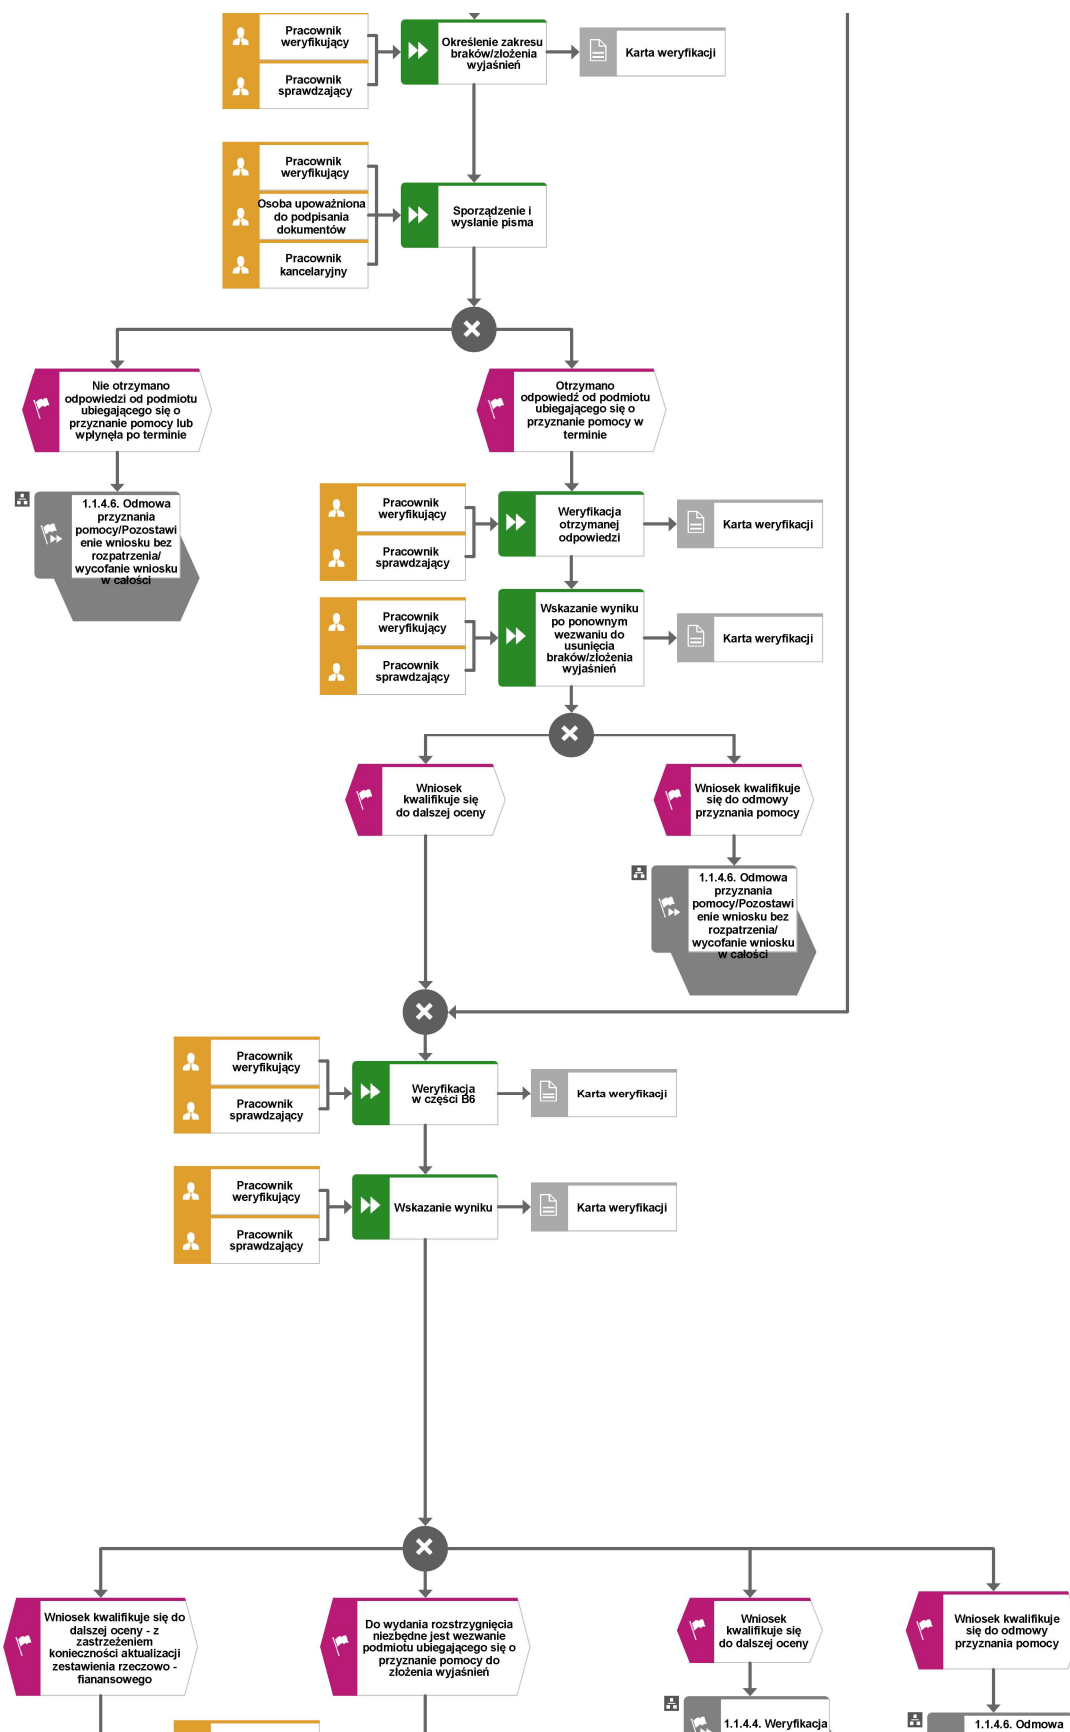 Pracownik
weryfikujący
Pracownik
sprawdzający
Określenie zakresu
braków/złożenia
wyjaśnień
Karta weryfikacji
Pracownik
weryfikujący
Osoba upoważniona
do podpisania
dokumentów
Pracownik
kancelaryjny
Sporządzenie i
wysłanie pisma
Nie otrzymano
odpowiedzi od podmiotu
ubiegającego się o
przyznanie pomocy lub
wpłynęła po terminie
Otrzymano
odpowiedź od podmiotu
ubiegającego się o
przyznanie pomocy w
terminie
1.1.4.6. Odmowa
przyznania
pomocy/Pozostawi
enie wniosku bez
rozpatrzenia/
wycofanie wniosku
w całości
Pracownik
weryfikujący
Pracownik
sprawdzający
Weryfikacja
otrzymanej
odpowiedzi
Karta weryfikacji
Pracownik
weryfikujący
Pracownik
sprawdzający
Wskazanie wyniku
po ponownym
wezwaniu do
usunięcia
braków/złożenia
wyjaśnień
Karta weryfikacji
Wniosek
kwalifikuje się
do dalszej oceny
Wniosek kwalifikuje
się do odmowy
przyznania pomocy
1.1.4.6. Odmowa
przyznania
pomocy/Pozostawi
enie wniosku bez
rozpatrzenia/
wycofanie wniosku
w całości
Pracownik
weryfikujący
Pracownik
sprawdzający
Weryfikacja
w części B6
Karta weryfikacji
Pracownik
weryfikujący
Pracownik
sprawdzający
Wskazanie wyniku
Karta weryfikacji
Wniosek kwalifikuje się do
dalszej oceny - z
zastrzeżeniem
konieczności aktualizacji
zestawienia rzeczowo -
fianansowego
Do wydania rozstrzygnięcia
niezbędne jest wezwanie
podmiotu ubiegającego się o
przyznanie pomocy do
złożenia wyjaśnień
Wniosek
kwalifikuje się
do dalszej oceny
Wniosek kwalifikuje
się do odmowy
przyznania pomocy
1.1.4.4. Weryfikacja
1.1.4.6. Odmowa